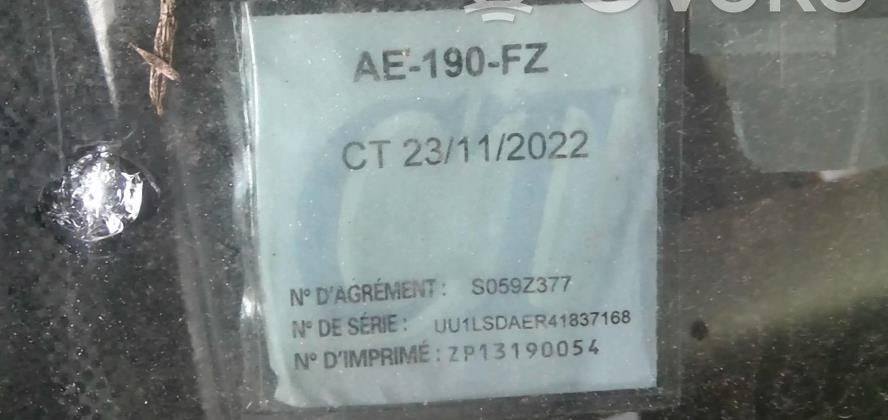 AE-190-FZ
CT 23/11/2022
N° D'AGRÉMENT : S059Z377
N° DE SÉRIE : UU1LSDAER41837168
N° D'IMPRIMÉ : ZP13190054